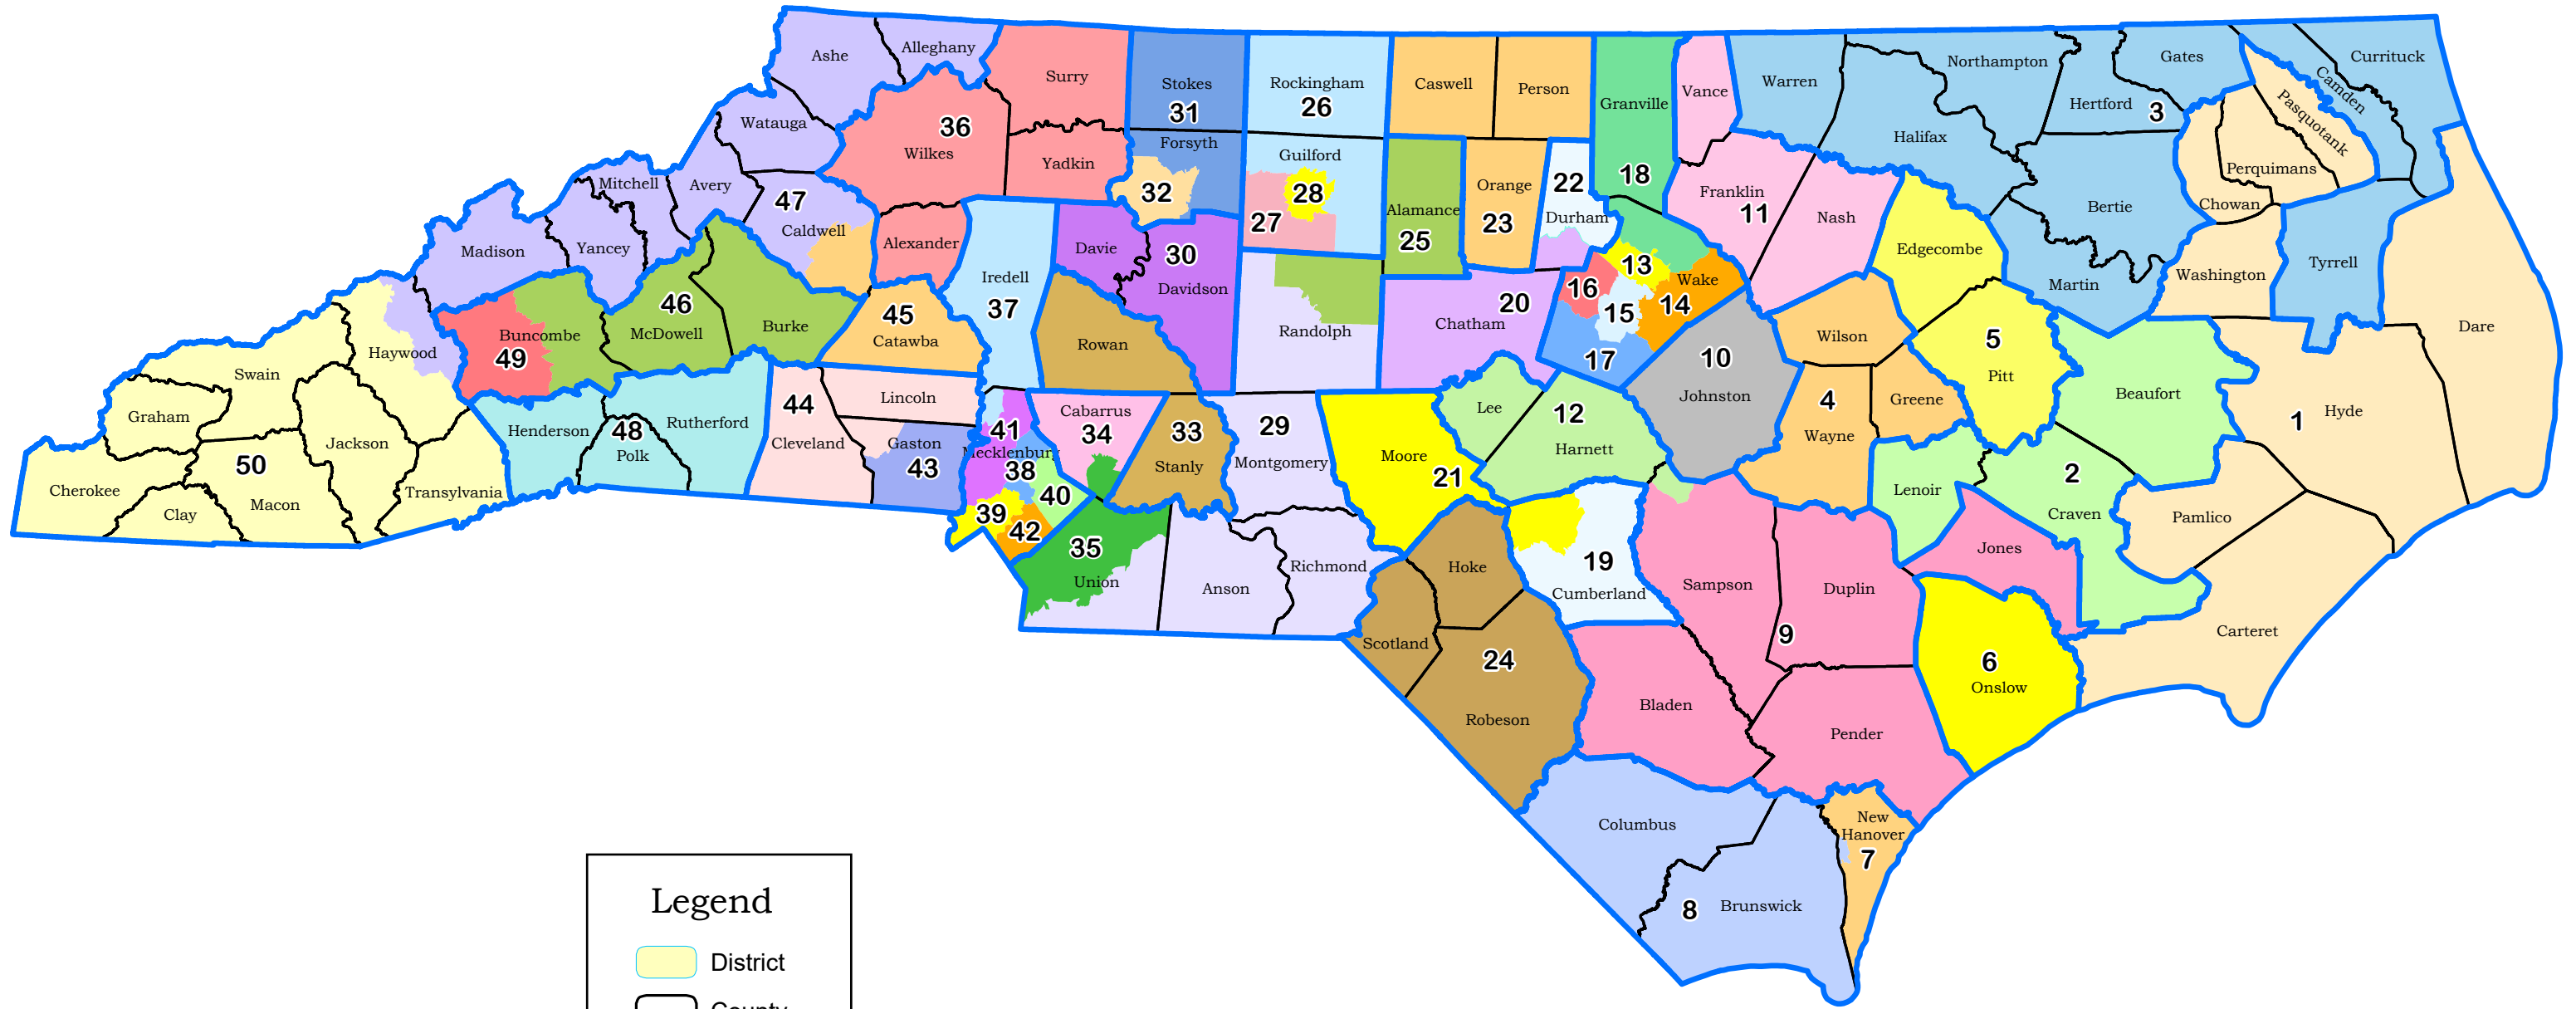 Ashe
Alleghany
Surry
Stokes
31
Rockingham
26
Caswell
Person
Granville
Vance
Warren
Northampton
Gates
Currituck
Camden
Pasquotank
Hertford
3
Halifax
Perquimans
Chowan
Watauga
36
Wilkes
Yadkin
Forsyth
32
Guilford
28
27
Alamance
25
Orange
23
22
Durham
18
Franklin
11
Nash
Edgecombe
Bertie
Martin
Washington
Tyrrell
Dare
Mitchell
Avery
47
Caldwell
Alexander
Madison
Yancey
Iredell
37
Davie
30
Davidson
Randolph
Chatham
20
13
Wake
16
15
14
17
10
Johnston
Wilson
5
Pitt
Beaufort
1
Hyde
46
McDowell
Burke
45
Catawba
Rowan
Haywood
Buncombe
49
Swain
Graham
Jackson
Henderson
48
Polk
Rutherford
44
Cleveland
Lincoln
Gaston
43
41
Mecklenburg
38
40
39
42
Cabarrus
34
33
Stanly
29
Montgomery
Moore
21
Lee
12
Harnett
4
Wayne
Greene
Lenoir
2
Craven
Pamlico
Jones
Cherokee
50
Macon
Clay
Transylvania
35
Union
Anson
Richmond
Hoke
19
Cumberland
Sampson
Duplin
9
6
Onslow
Carteret
Scotland
24
Robeson
Bladen
Pender
Columbus
New
Hanover
7
8
Brunswick
Legend
District
County